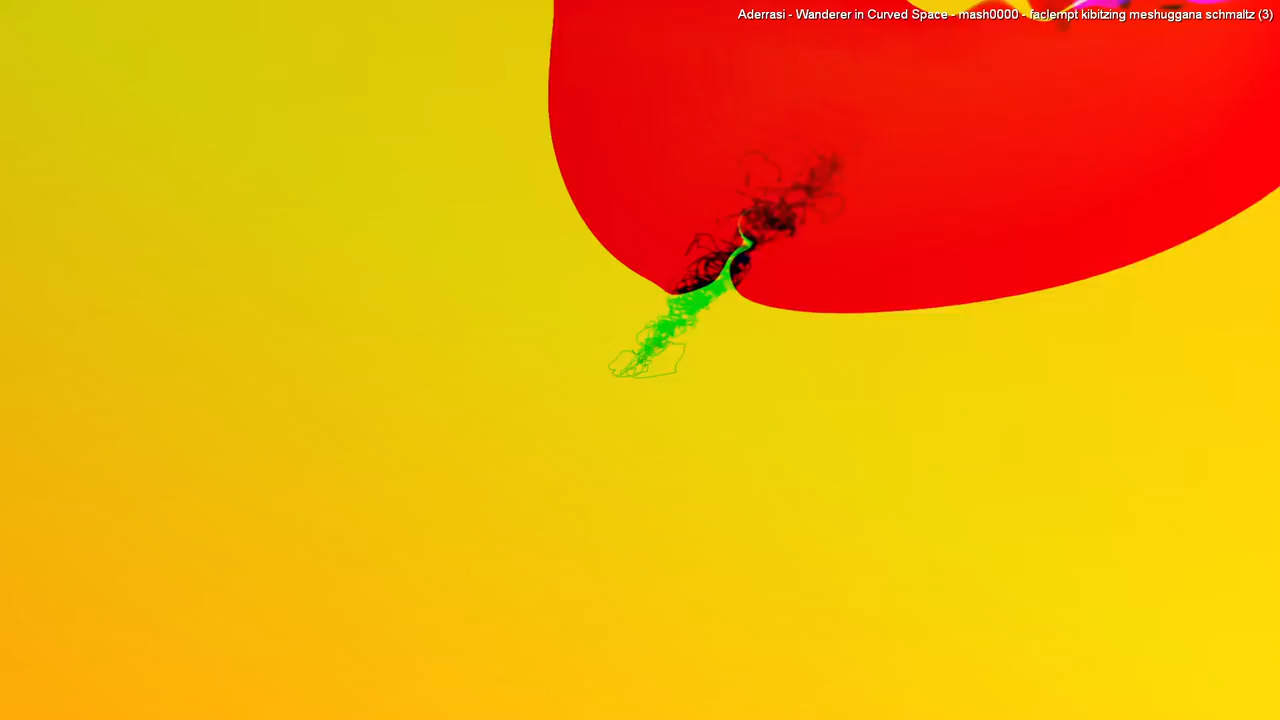 Aderrasi - Wanderer in Curved Space - mash0000 - faclempt kibitzing meshuggana schmaltz (3)